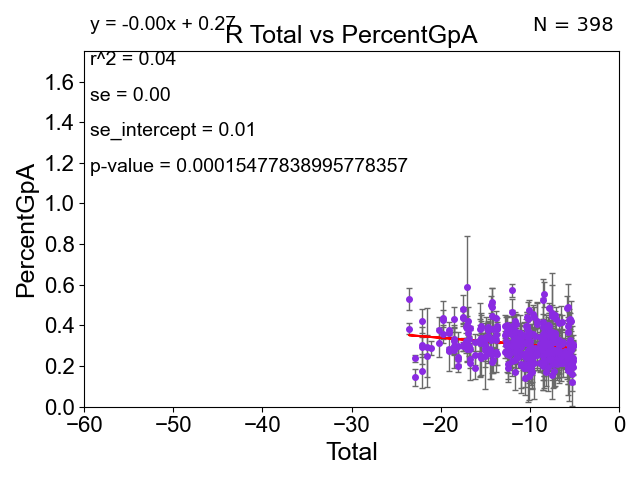 y = -0.00x + 0.27
R Total vs PercentGpA
N = 398
r^2 = 0.04
se = 0.00
se_intercept = 0.01
p-value = 0.00015477838995778357
PercentGpA
1.6
1.4
1.2
1.0
0.8
0.6
0.4
0.2
0.0
−60 −50 −40 −30 −20 −10 0
Total